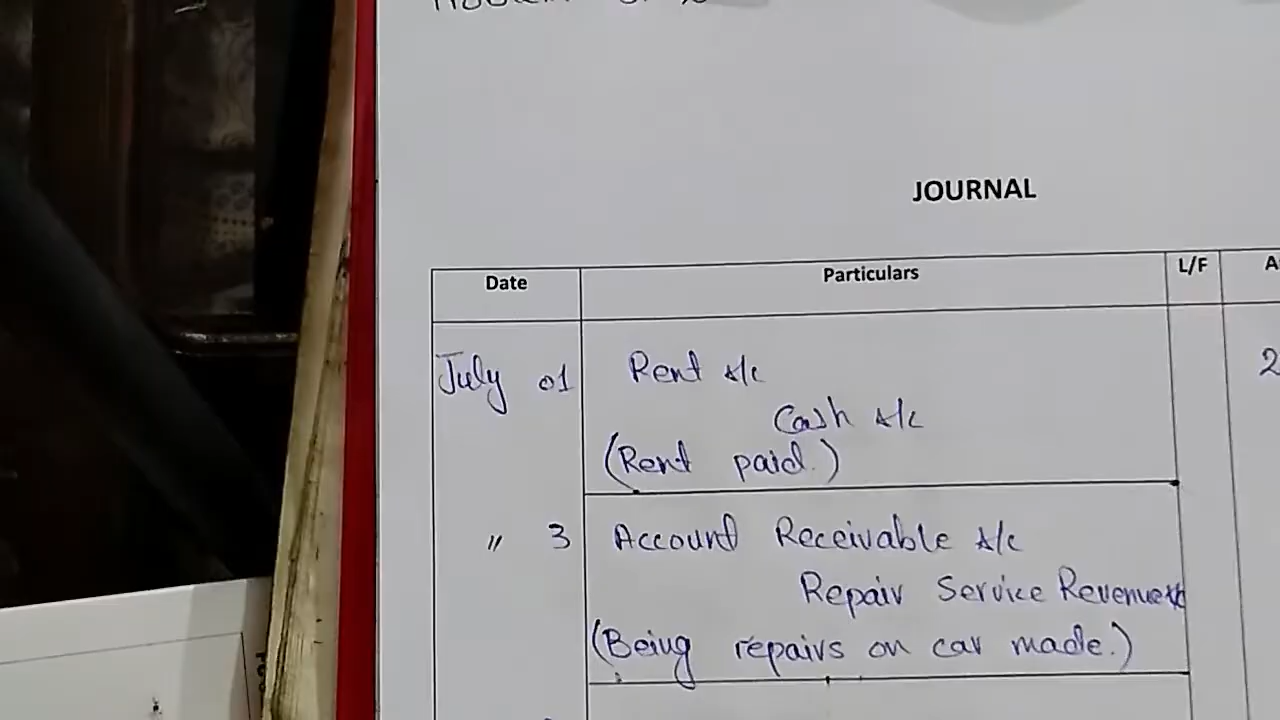 JOURNAL
Date Particulars L/F
July 01 Rent A/c 2
Cash A/c
(Rent paid.)
" 3 Account Receivable A/c
Repair Service Revenue A/c
(Being repairs on car made.)